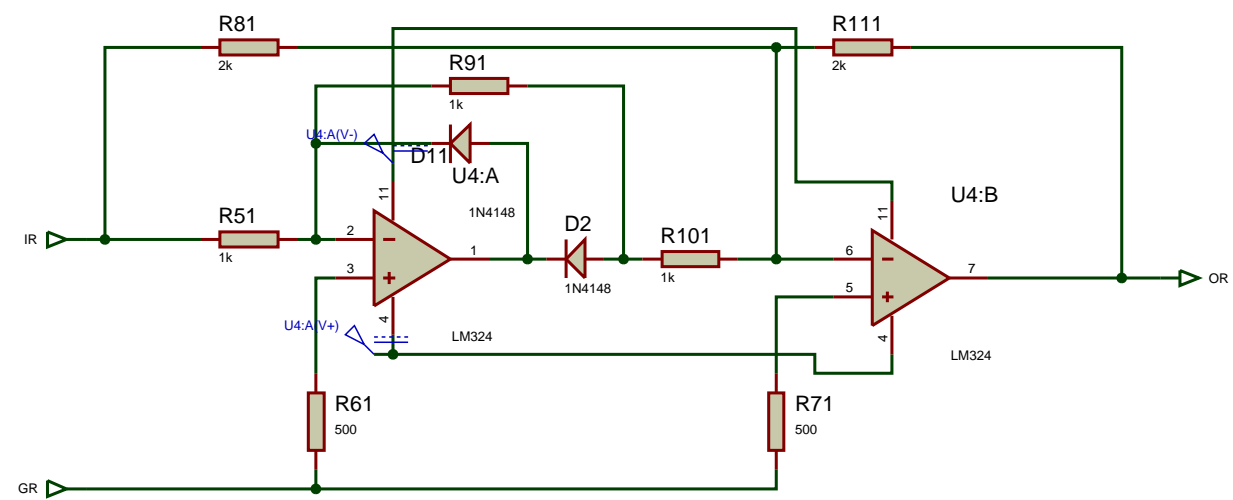 R81
2k
R111
2k
R91
1k
U4:A(V-)
D11
U4:A
1N4148
11
R51
1k
IR
2
3
1
4
D2
1N4148
R101
1k
U4:B
11
6
5
7
4
OR
U4:A(V+)
LM324
LM324
R61
500
R71
500
GR